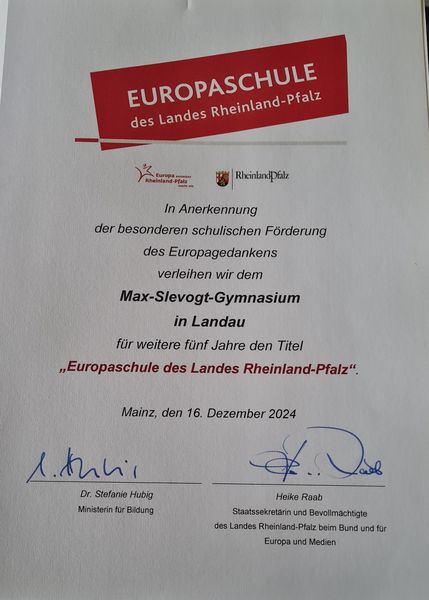 EUROPASCHULE
des Landes Rheinland-Pfalz
Europa
Rheinland-Pfalz
RheinlandPfalz
In Anerkennung
der besonderen schulischen Förderung
des Europagedankens
verleihen wir dem
Max-Slevogt-Gymnasium
in Landau
für weitere fünf Jahre den Titel
„Europaschule des Landes Rheinland-Pfalz“.
Mainz, den 16. Dezember 2024
Dr. Stefanie Hubig
Ministerin für Bildung
Heike Raab
Staatssekretärin und Bevollmächtigte
des Landes Rheinland-Pfalz beim Bund und für
Europa und Medien